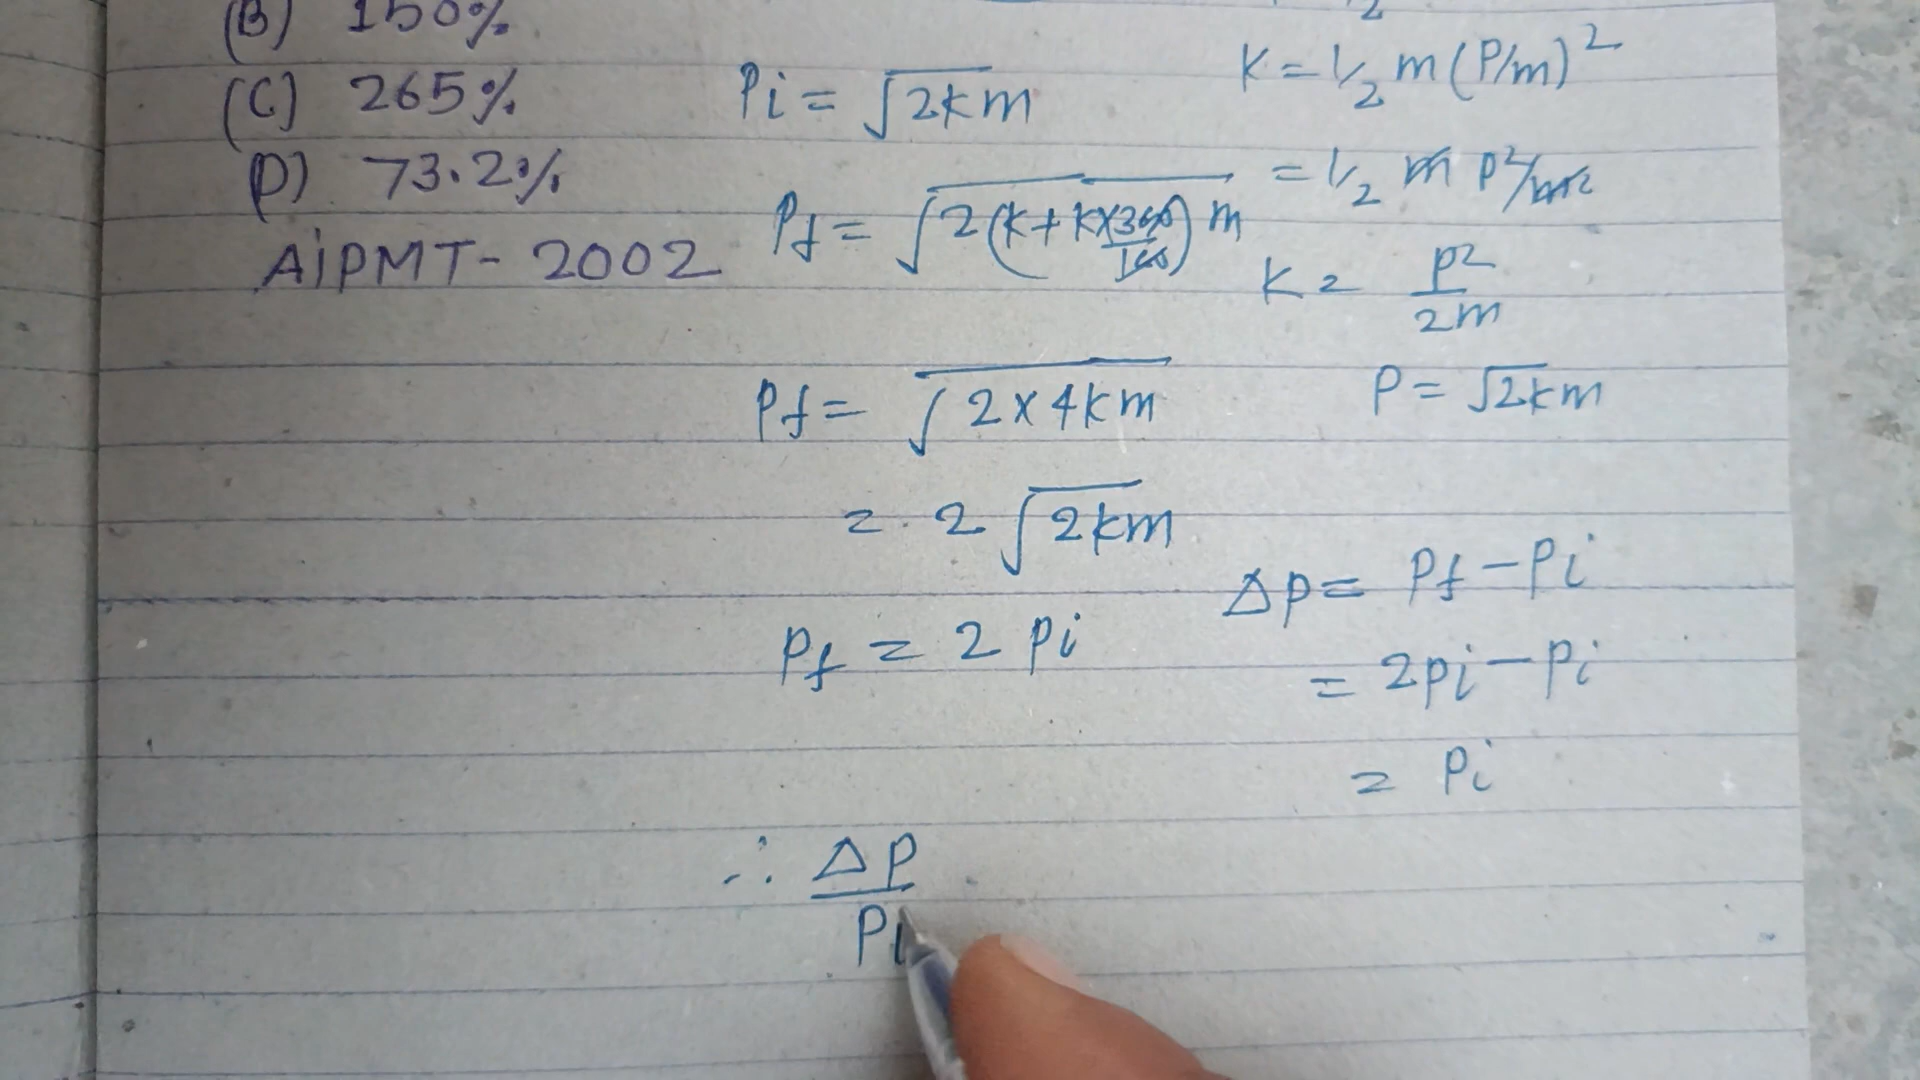 (B) 150%
(C) 265%
(D) 73.2%
AiPMT- 2002
Pi = √2km
Pf = √2(k+k×300/100)m
Pf = √2×4km
= 2√2km
Pf = 2 Pi
K = 1/2 m (P/m)²
= 1/2 m P²/m²
K = P²/2m
P = √2km
ΔP = Pf - Pi
= 2Pi - Pi
= Pi
∴ ΔP/Pi